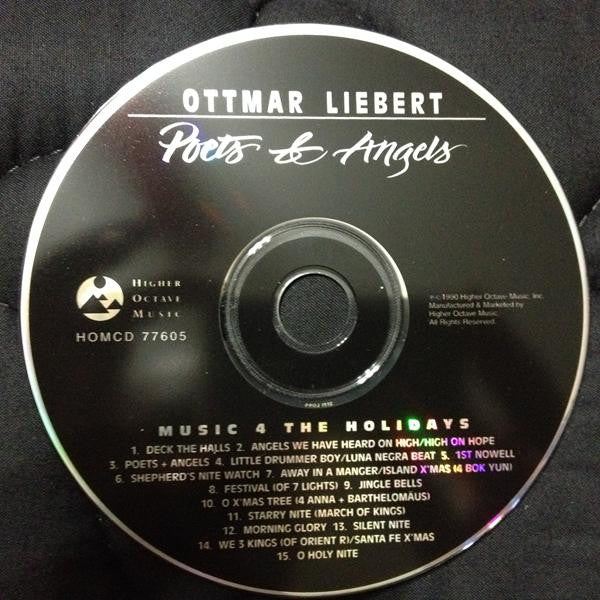 OTTMAR LIEBERT
Poets & Angels
HIGHER
OCTAVE
MUSIC
HOMCD 77605
℗©1990 Higher Octave Music, Inc.
Manufactured & Marketed by
Higher Octave Music.
All Rights Reserved.
MUSIC 4 THE HOLIDAYS
1. DECK THE HALLS 2. ANGELS WE HAVE HEARD ON HIGH/HIGH ON HOPE
3. POETS + ANGELS 4. LITTLE DRUMMER BOY/LUNA NEGRA BEAT 5. 1ST NOWELL
6. SHEPHERD'S NITE WATCH 7. AWAY IN A MANGER/ISLAND X'MAS (4 BOK YUN)
8. FESTIVAL (OF 7 LIGHTS) 9. JINGLE BELLS
10. O X'MAS TREE (4 ANNA + BARTHELOMÄUS)
11. STARRY NITE (MARCH OF KINGS)
12. MORNING GLORY 13. SILENT NITE
14. WE 3 KINGS (OF ORIENT R)/SANTA FE X'MAS
15. O HOLY NITE